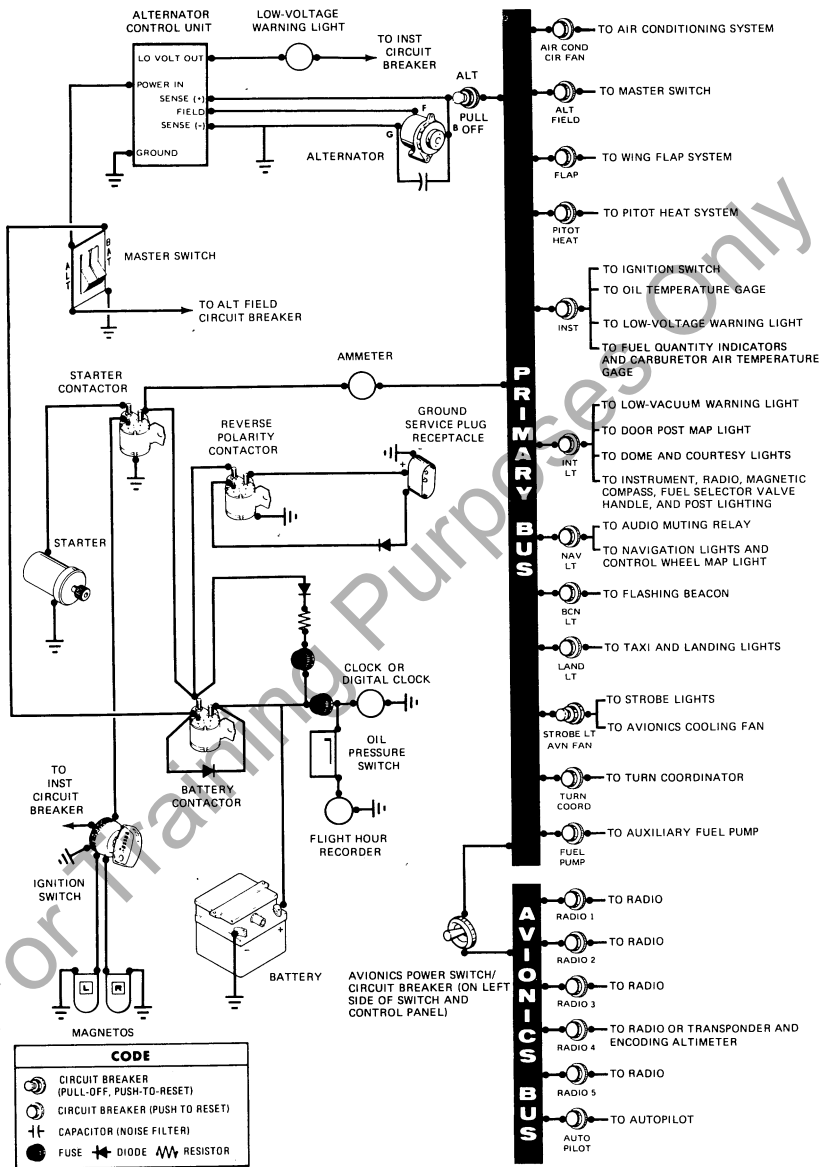 ALTERNATOR
CONTROL UNIT
LOW-VOLTAGE
WARNING LIGHT
LO VOLT OUT
POWER IN
SENSE (+)
FIELD
SENSE (-)
GROUND
TO INST
CIRCUIT
BREAKER
ALT
PULL
OFF
F
B
G
ALTERNATOR
ALT
BAT
MASTER SWITCH
TO ALT FIELD
CIRCUIT BREAKER
STARTER
CONTACTOR
AMMETER
REVERSE
POLARITY
CONTACTOR
GROUND
SERVICE PLUG
RECEPTACLE
-
+
STARTER
CLOCK OR
DIGITAL CLOCK
OIL
PRESSURE
SWITCH
BATTERY
CONTACTOR
FLIGHT HOUR
RECORDER
TO
INST
CIRCUIT
BREAKER
IGNITION
SWITCH
L
R
MAGNETOS
-
+
BATTERY
AVIONICS POWER SWITCH/
CIRCUIT BREAKER (ON LEFT
SIDE OF SWITCH AND
CONTROL PANEL)
CODE
CIRCUIT BREAKER
(PULL-OFF, PUSH-TO-RESET)
CIRCUIT BREAKER (PUSH TO RESET)
CAPACITOR (NOISE FILTER)
FUSE DIODE RESISTOR
PRIMARY BUS
AIR COND
CIR FAN
TO AIR CONDITIONING SYSTEM
ALT
FIELD
TO MASTER SWITCH
FLAP
TO WING FLAP SYSTEM
PITOT
HEAT
TO PITOT HEAT SYSTEM
INST
TO IGNITION SWITCH
TO OIL TEMPERATURE GAGE
TO LOW-VOLTAGE WARNING LIGHT
TO FUEL QUANTITY INDICATORS
AND CARBURETOR AIR TEMPERATURE
GAGE
INT
LT
TO LOW-VACUUM WARNING LIGHT
TO DOOR POST MAP LIGHT
TO DOME AND COURTESY LIGHTS
TO INSTRUMENT, RADIO, MAGNETIC
COMPASS, FUEL SELECTOR VALVE
HANDLE, AND POST LIGHTING
NAV
LT
TO AUDIO MUTING RELAY
TO NAVIGATION LIGHTS AND
CONTROL WHEEL MAP LIGHT
BCN
LT
TO FLASHING BEACON
LAND
LT
TO TAXI AND LANDING LIGHTS
STROBE LT
AVN FAN
TO STROBE LIGHTS
TO AVIONICS COOLING FAN
TURN
COORD
TO TURN COORDINATOR
FUEL
PUMP
TO AUXILIARY FUEL PUMP
AVIONICS BUS
RADIO 1
TO RADIO
RADIO 2
TO RADIO
RADIO 3
TO RADIO
RADIO 4
TO RADIO OR TRANSPONDER AND
ENCODING ALTIMETER
RADIO 5
TO RADIO
AUTO
PILOT
TO AUTOPILOT
or Training Purposes Only